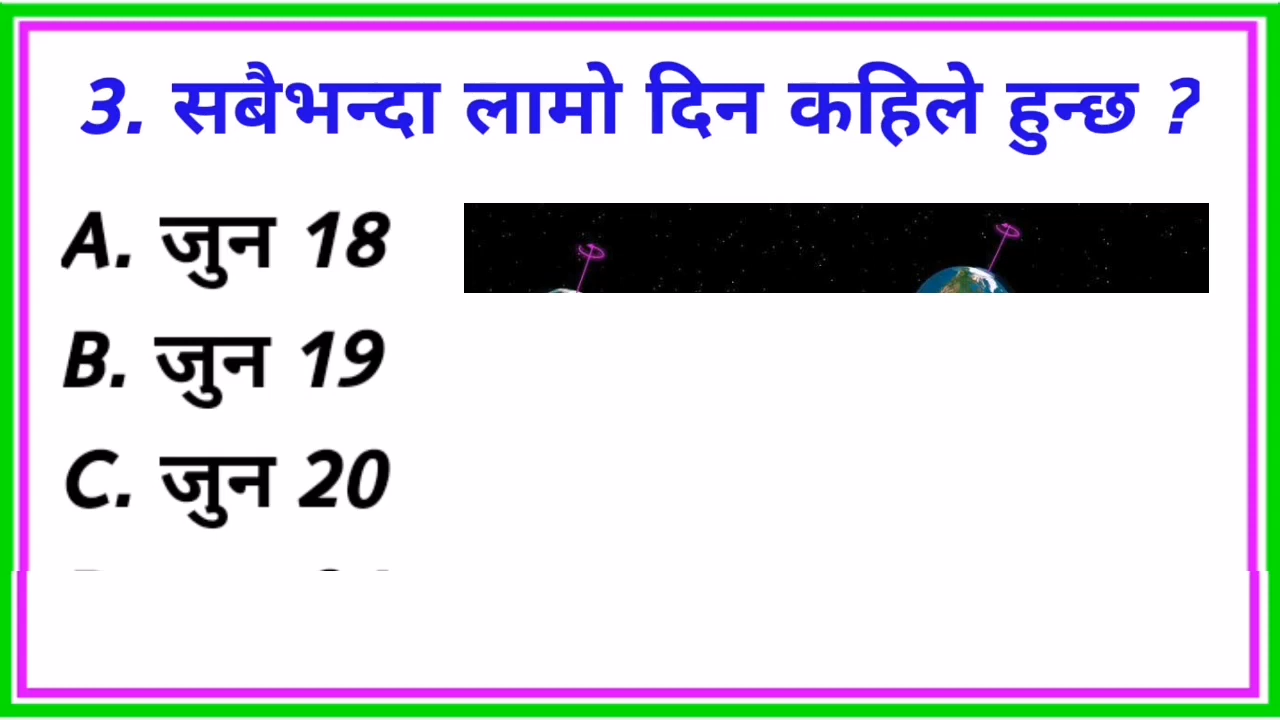 3. सबैभन्दा लामो दिन कहिले हुन्छ ?
A. जुन 18
B. जुन 19
C. जुन 20